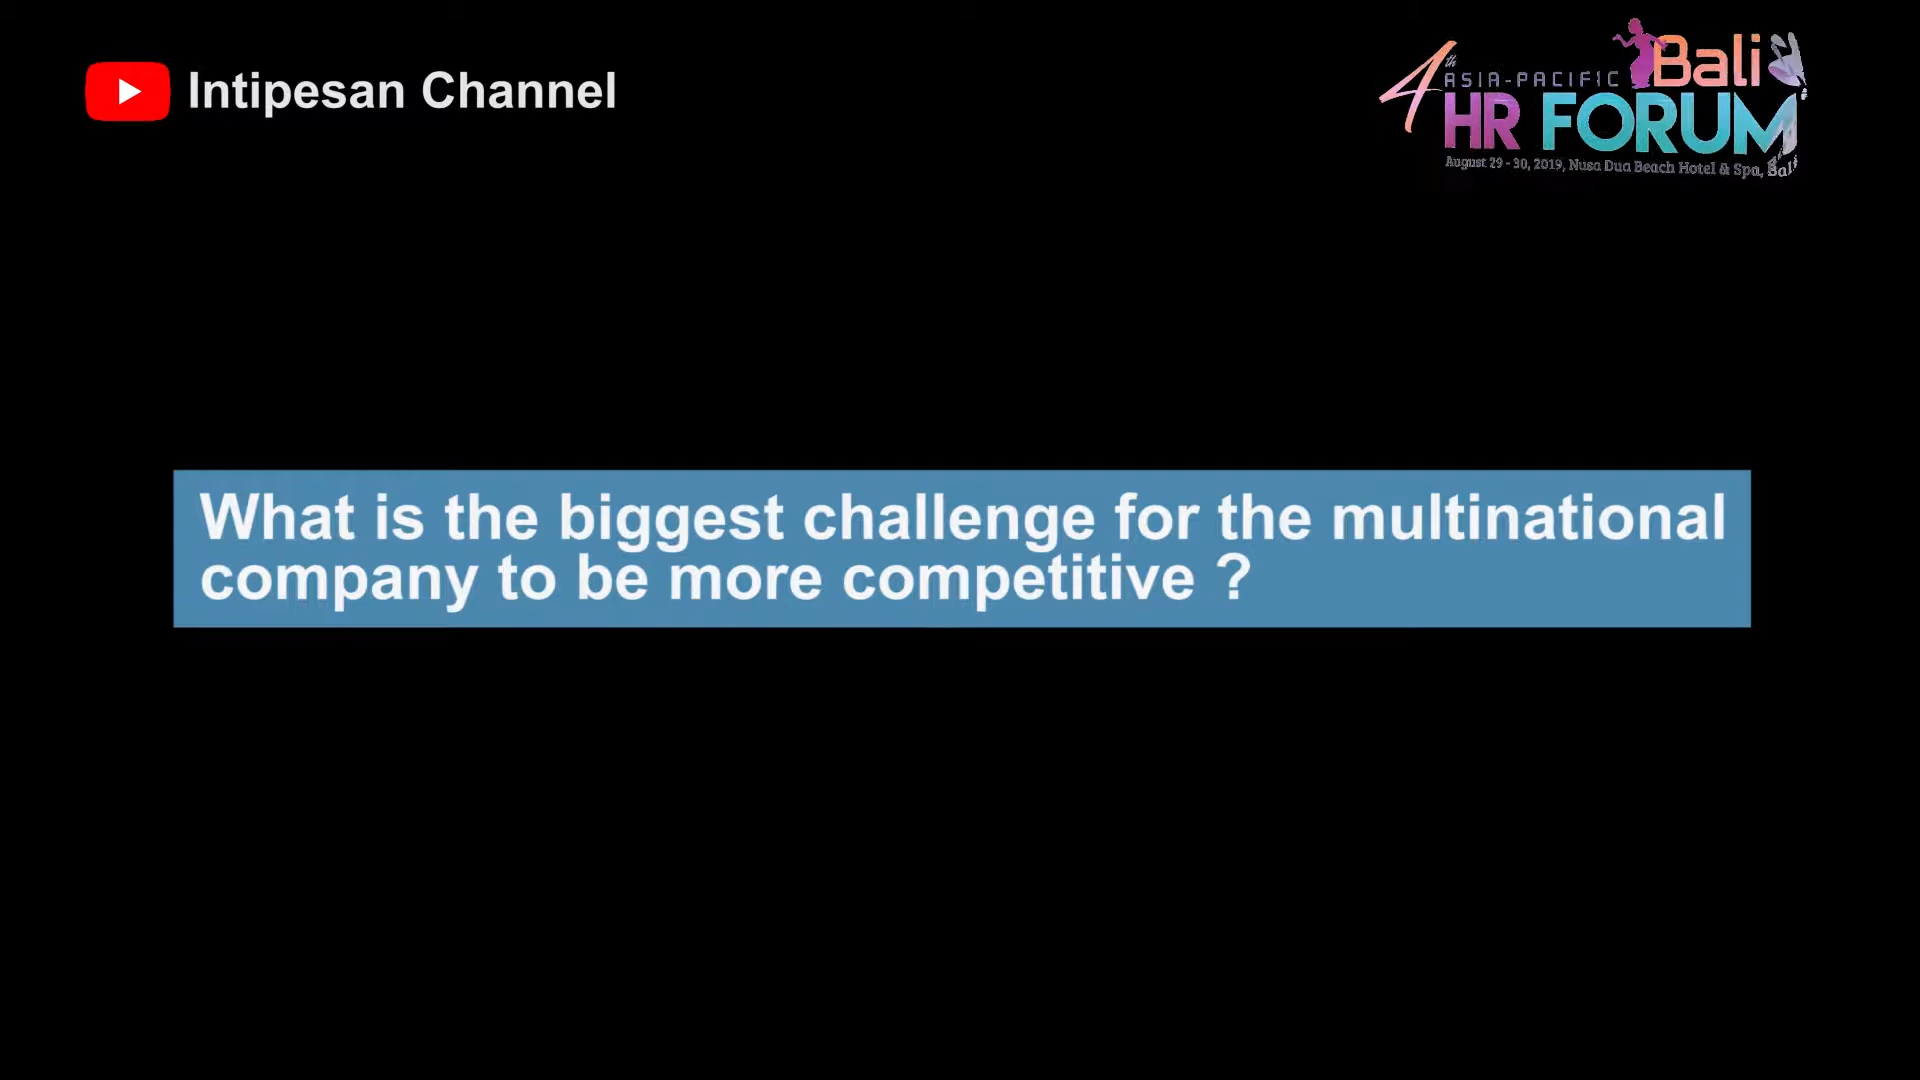 Intipesan Channel
4th
ASIA-PACIFIC Bali
HR FORUM
August 29 - 30, 2019, Nusa Dua Beach Hotel & Spa, Bali
What is the biggest challenge for the multinational
company to be more competitive ?